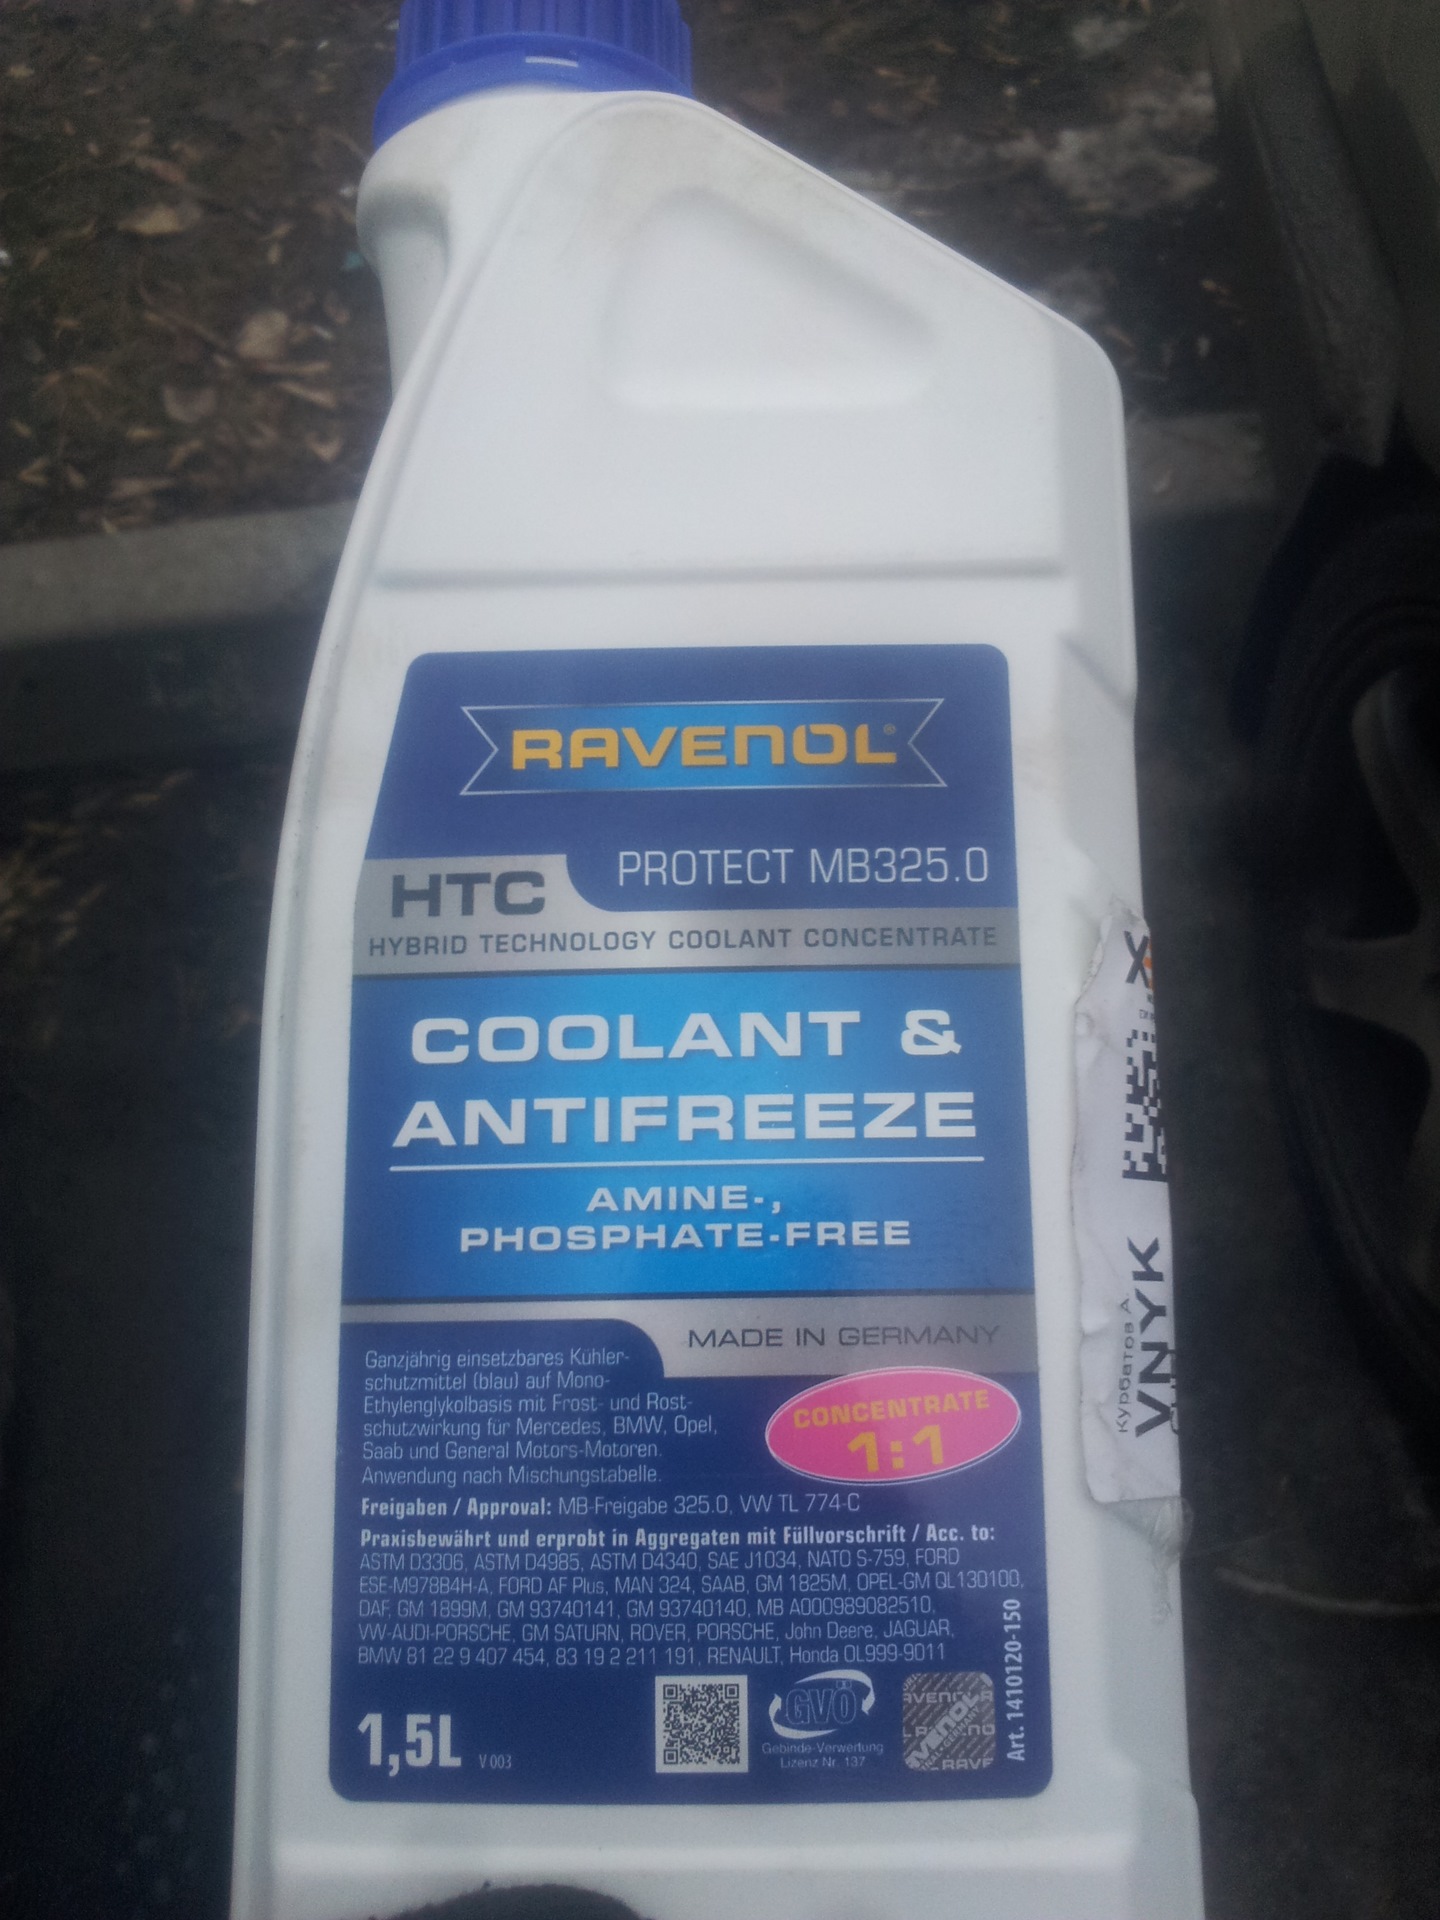 RAVENOL®
PROTECT MB325.0
HTC
HYBRID TECHNOLOGY COOLANT CONCENTRATE
COOLANT &
ANTIFREEZE
AMINE-,
PHOSPHATE-FREE
MADE IN GERMANY
Ganzjährig einsetzbares Kühler-
schutzmittel (blau) auf Mono-
Ethylenglykolbasis mit Frost- und Rost-
schutzwirkung für Mercedes, BMW, Opel,
Saab und General Motors-Motoren.
Anwendung nach Mischungstabelle.
CONCENTRATE
1:1
Freigaben / Approval: MB-Freigabe 325.0, VW TL 774-C
Praxisbewährt und erprobt in Aggregaten mit Füllvorschrift / Acc. to:
ASTM D3306, ASTM D4985, ASTM D4340, SAE J1034, NATO S-759, FORD
ESE-M97B84H-A, FORD AF Plus, MAN 324, SAAB, GM 1825M, OPEL-GM QL130100,
DAF, GM 1899M, GM 93740141, GM 93740140, MB A000989082510,
VW-AUDI-PORSCHE, GM SATURN, ROVER, PORSCHE, John Deere, JAGUAR,
BMW 81 22 9 407 454, 83 19 2 211 191, RENAULT, Honda OL999-9011
1,5L
V 003
GVÖ
Gebinde-Verwertung
Lizenz Nr. 137
RAVENOL
Art. 1410120-150
Курбатов А.
VNYK